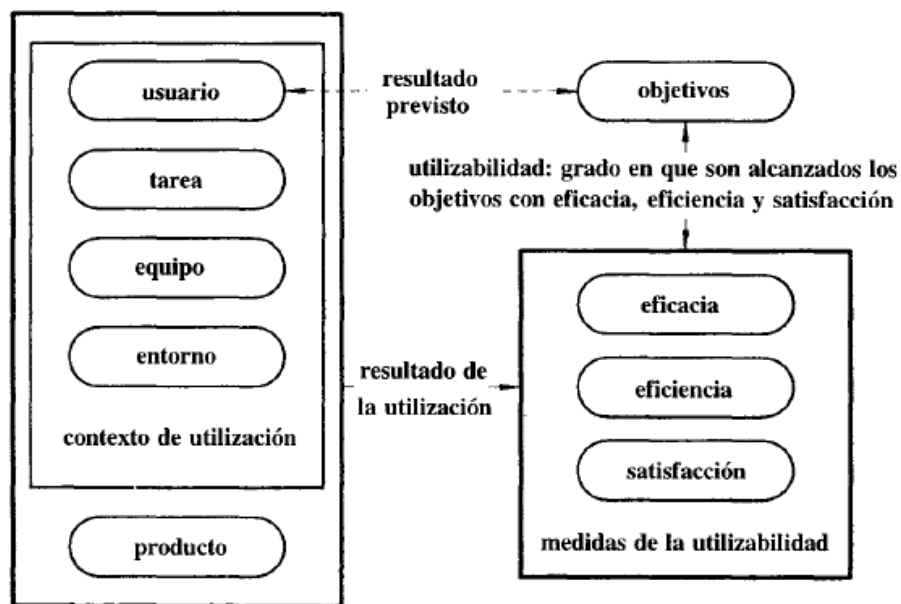 usuario
tarea
equipo
entorno
contexto de utilización
producto
resultado
previsto
objetivos
utilizabilidad: grado en que son alcanzados los
objetivos con eficacia, eficiencia y satisfacción
resultado de
la utilización
eficacia
eficiencia
satisfacción
medidas de la utilizabilidad